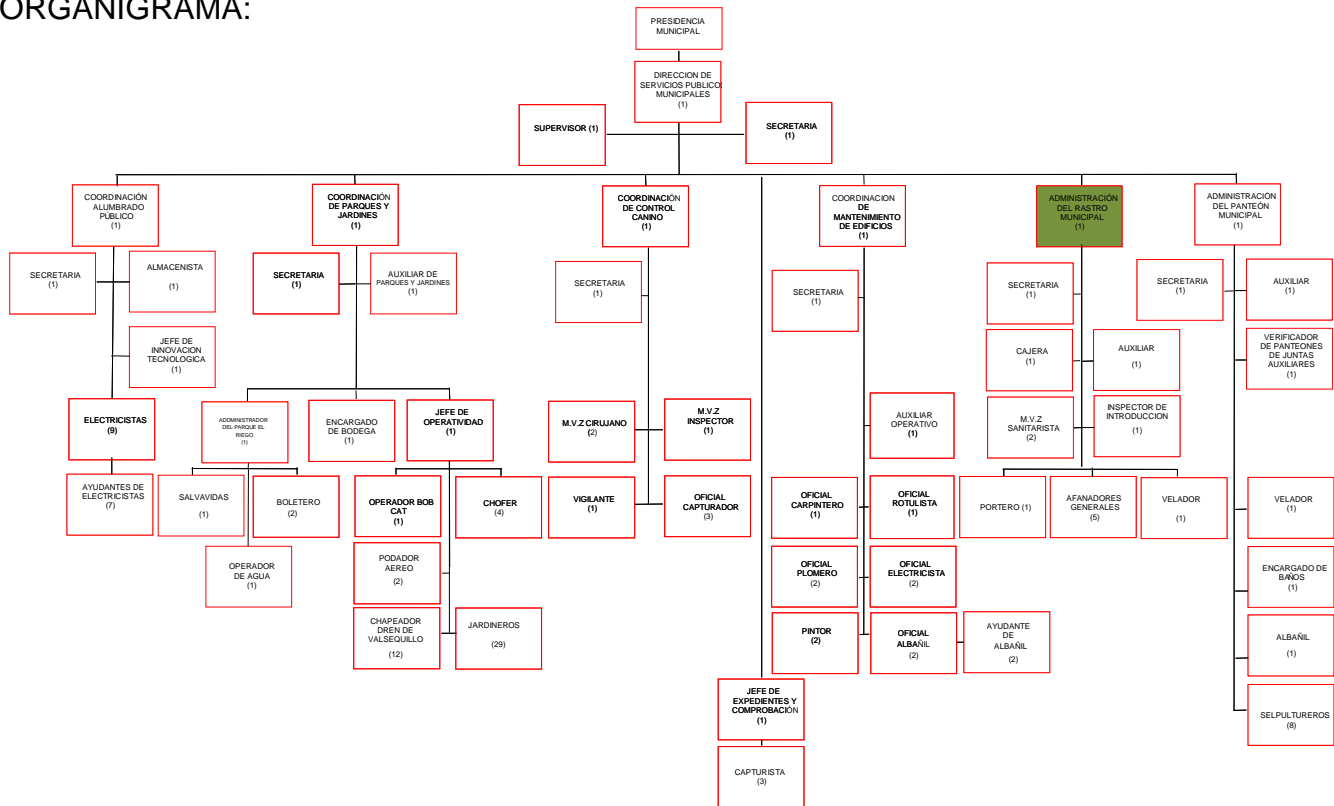 ORGANIGRAMA:
PRESIDENCIA
MUNICIPAL
DIRECCION DE
SERVICIOS PUBLICOS
MUNICIPALES
(1)
SUPERVISOR (1)
SECRETARIA
(1)
COORDINACIÓN
ALUMBRADO
PÚBLICO
(1)
COORDINACIÓN
DE PARQUES Y
JARDINES
(1)
COORDINACIÓN
DE CONTROL
CANINO
(1)
COORDINACION
DE
MANTENIMIENTO
DE EDIFICIOS
(1)
ADMINISTRACIÓN
DEL RASTRO
MUNICIPAL
(1)
ADMINISTRACIÓN
DEL PANTEÓN
MUNICIPAL
(1)
SECRETARIA
(1)
ALMACENISTA
(1)
JEFE DE
INNOVACION
TECNOLOGICA
(1)
ELECTRICISTAS
(9)
AYUDANTES DE
ELECTRICISTAS
(7)
SECRETARIA
(1)
AUXILIAR DE
PARQUES Y JARDINES
(1)
ADDMINISTRADOR
DEL PARQUE EL
RIEGO
(1)
ENCARGADO
DE BODEGA
(1)
JEFE DE
OPERATIVIDAD
(1)
SALVAVIDAS
(1)
BOLETERO
(2)
OPERADOR
DE AGUA
(1)
OPERADOR BOB
CAT
(1)
CHOFER
(4)
PODADOR
AEREO
(2)
CHAPEADOR
DREN DE
VALSEQUILLO
(12)
JARDINEROS
(29)
SECRETARIA
(1)
M.V.Z CIRUJANO
(2)
M.V.Z
INSPECTOR
(1)
VIGILANTE
(1)
OFICIAL
CAPTURADOR
(3)
JEFE DE
EXPEDIENTES Y
COMPROBACIÓN
(1)
CAPTURISTA
(3)
SECRETARIA
(1)
AUXILIAR
OPERATIVO
(1)
OFICIAL
CARPINTERO
(1)
OFICIAL
ROTULISTA
(1)
OFICIAL
PLOMERO
(2)
OFICIAL
ELECTRICISTA
(2)
PINTOR
(2)
OFICIAL
ALBAÑIL
(2)
AYUDANTE
DE
ALBAÑIL
(2)
SECRETARIA
(1)
CAJERA
(1)
AUXILIAR
(1)
M.V.Z
SANITARISTA
(2)
INSPECTOR DE
INTRODUCCION
(1)
PORTERO (1)
AFANADORES
GENERALES
(5)
VELADOR
(1)
SECRETARIA
(1)
AUXILIAR
(1)
VERIFICADOR
DE PANTEONES
DE JUNTAS
AUXILIARES
(1)
VELADOR
(1)
ENCARGADO DE
BAÑOS
(1)
ALBAÑIL
(1)
SELPULTUREROS
(8)